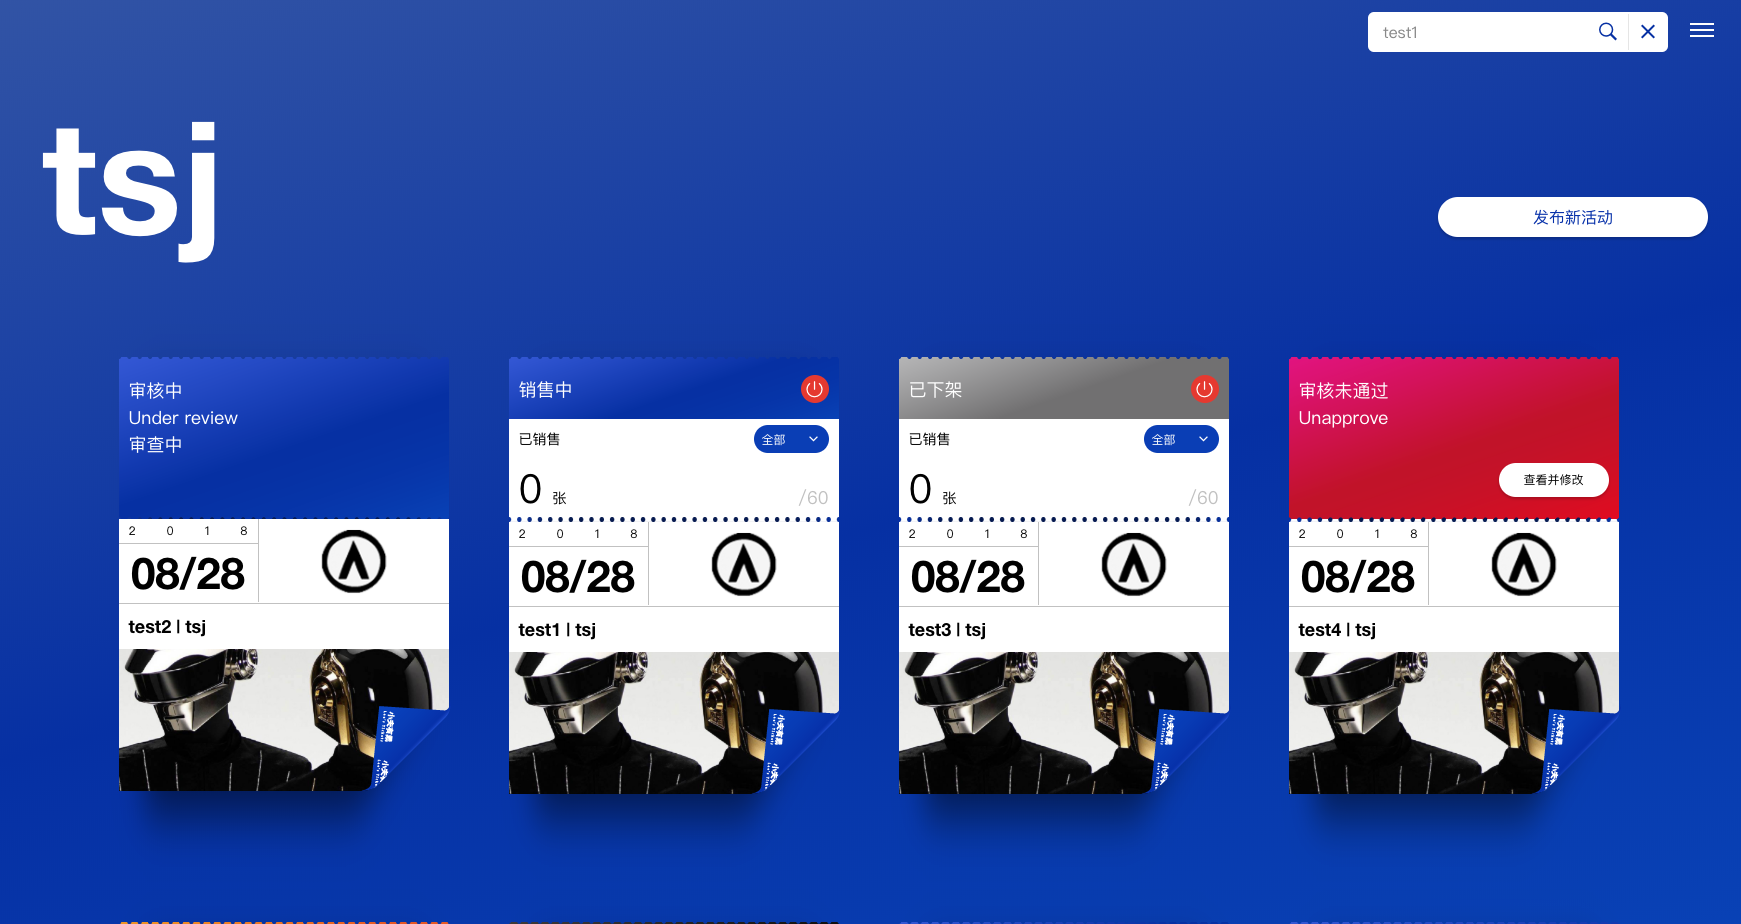 test1
tsj
发布新活动
审核中
Under review
审查中
2 0 1 8
08/28
test2 | tsj
销售中
已销售
全部
0 张
/60
2 0 1 8
08/28
test1 | tsj
已下架
已销售
全部
0 张
/60
2 0 1 8
08/28
test3 | tsj
审核未通过
Unapprove
查看并修改
2 0 1 8
08/28
test4 | tsj